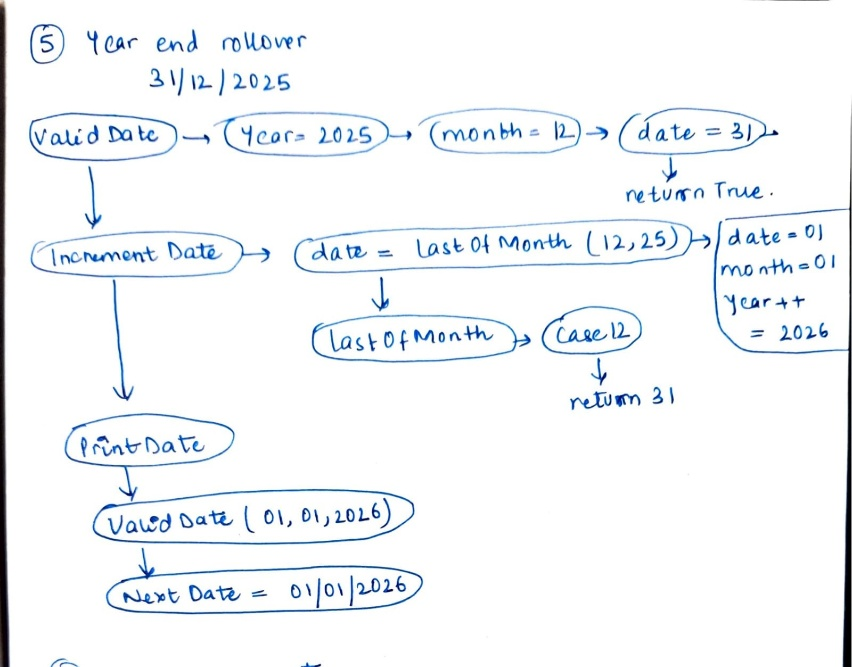 ⑤ Year end rollover
31/12/2025
Valid Date → Year= 2025 → month = 12 → date = 31
return True.
Increment Date → date = Last Of Month (12,25) → date = 01
month = 01
year ++
= 2026
Last Of Month → Case 12
return 31
Print Date
Valid Date ( 01, 01, 2026)
Next Date = 01/01/2026